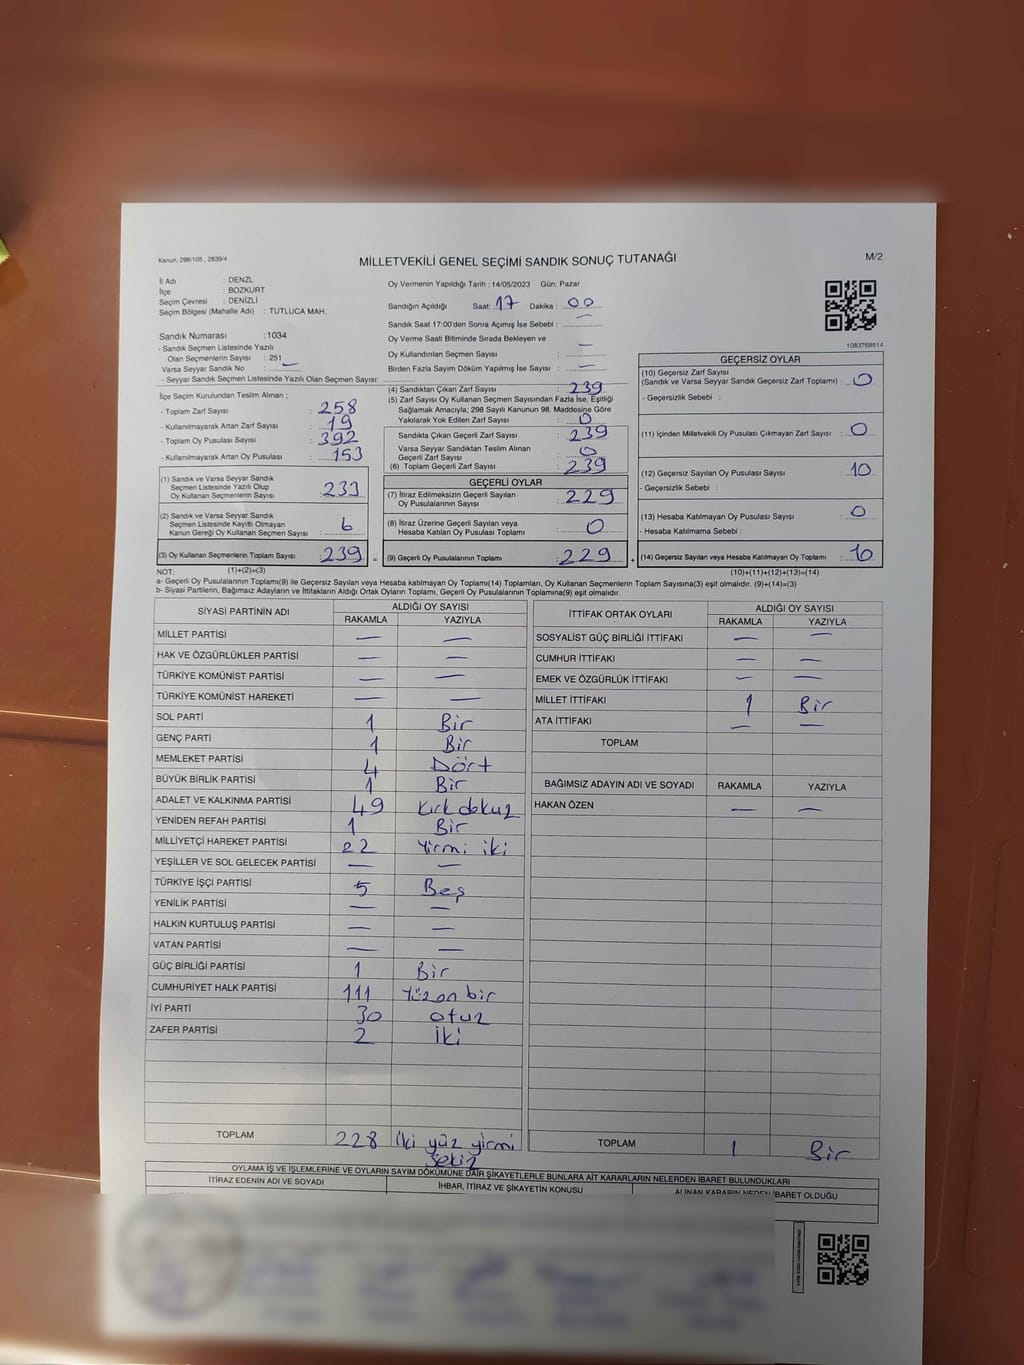 Kanun, 298/105 , 2839/4
MİLLETVEKİLİ GENEL SEÇİMİ SANDIK SONUÇ TUTANAĞI
M/2
İl Adı : DENZL
İlçe : BOZKURT
Seçim Çevresi : DENİZLİ
Seçim Bölgesi (Mahalle Adı) : TUTLUCA MAH.
Sandık Numarası :1034
- Sandık Seçmen Listesinde Yazılı
Olan Seçmenlerin Sayısı : 251
Varsa Seyyar Sandık No : —
- Seyyar Sandık Seçmen Listesinde Yazılı Olan Seçmen Sayısı:
Oy Vermenin Yapıldığı Tarih : 14/05/2023 Gün: Pazar
Sandığın Açıldığı Saat: 17 Dakika : 00
Sandık Saat 17:00'den Sonra Açımış İse Sebebi : —
Oy Verme Saati Bitiminde Sırada Bekleyen ve
Oy Kullandırılan Seçmen Sayısı : —
Birden Fazla Sayım Döküm Yapılmış İse Sayısı : —
1083768614
İlçe Seçim Kurulundan Teslim Alınan ;
- Toplam Zarf Sayısı : 258
- Kullanılmayarak Artan Zarf Sayısı : 19
- Toplam Oy Pusulası Sayısı : 392
- Kullanılmayarak Artan Oy Pusulası : 153
(1) Sandık ve Varsa Seyyar Sandık
Seçmen Listesinde Yazılı Olup
Oy Kullanan Seçmenlerin Sayısı : 233
(2) Sandık ve Varsa Seyyar Sandık
Seçmen Listesinde Kayıtlı Olmayan
Kanun Gereği Oy Kullanan Seçmen Sayısı : 6
(3) Oy Kullanan Seçmenlerin Toplam Sayısı : 239 =
(4) Sandıktan Çıkan Zarf Sayısı : 239
(5) Zarf Sayısı Oy Kullanan Seçmen Sayısından Fazla İse, Eşitliği
Sağlamak Amacıyla; 298 Sayılı Kanunun 98. Maddesine Göre
Yakılarak Yok Edilen Zarf Sayısı : 0
Sandıkta Çıkan Geçerli Zarf Sayısı : 239
Varsa Seyyar Sandıktan Teslim Alınan
Geçerli Zarf Sayısı : 0
(6) Toplam Geçerli Zarf Sayısı : 239
GEÇERLİ OYLAR
(7) İtiraz Edilmeksizin Geçerli Sayılan
Oy Pusulalarının Sayısı : 229
(8) İtiraz Üzerine Geçerli Sayılan veya
Hesaba Katılan Oy Pusulası Toplamı : 0
(9) Geçerli Oy Pusulalarının Toplamı : 229 +
GEÇERSİZ OYLAR
(10) Geçersiz Zarf Sayısı
(Sandık ve Varsa Seyyar Sandık Geçersiz Zarf Toplamı) : 0
- Geçersizlik Sebebi :
(11) İçinden Milletvekili Oy Pusulası Çıkmayan Zarf Sayısı : 0
(12) Geçersiz Sayılan Oy Pusulası Sayısı : 10
- Geçersizlik Sebebi :
(13) Hesaba Katılmayan Oy Pusulası Sayısı : 0
- Hesaba Katmama Sebebi :
(14) Geçersiz Sayılan veya Hesaba Katılmayan Oy Toplamı : 10
NOT: (1)+(2)=(3) (10)+(11)+(12)+(13)=(14)
a- Geçerli Oy Pusulalarının Toplamı(9) ile Geçersiz Sayılan veya Hesaba katılmayan Oy Toplamı(14) Toplamları, Oy Kullanan Seçmenlerin Toplam Sayısına(3) eşit olmalıdır. (9)+(14)=(3)
b- Siyasi Partilerin, Bağımsız Adayların ve İttifakların Aldığı Ortak Oyların Toplamı, Geçerli Oy Pusulalarının Toplamına(9) eşit olmalıdır.
SİYASİ PARTİNİN ADI ALDIĞI OY SAYISI
RAKAMLA YAZIYLA
MİLLET PARTİSİ — —
HAK VE ÖZGÜRLÜKLER PARTİSİ — —
TÜRKİYE KOMÜNİST PARTİSİ — —
TÜRKİYE KOMÜNİST HAREKETİ — —
SOL PARTİ 1 Bir
GENÇ PARTİ 1 Bir
MEMLEKET PARTİSİ 4 Dört
BÜYÜK BİRLİK PARTİSİ 1 Bir
ADALET VE KALKINMA PARTİSİ 49 Kırk dokuz
YENİDEN REFAH PARTİSİ 1 Bir
MİLLİYETÇİ HAREKET PARTİSİ 22 Yirmi iki
YEŞİLLER VE SOL GELECEK PARTİSİ — —
TÜRKİYE İŞÇİ PARTİSİ 5 Beş
YENİLİK PARTİSİ — —
HALKIN KURTULUŞ PARTİSİ — —
VATAN PARTİSİ — —
GÜÇ BİRLİĞİ PARTİSİ 1 Bir
CUMHURİYET HALK PARTİSİ 111 Yüz on bir
İYİ PARTİ 30 otuz
ZAFER PARTİSİ 2 İki
TOPLAM 228 İki yüz yirmi
Sekiz
İTTİFAK ORTAK OYLARI ALDIĞI OY SAYISI
RAKAMLA YAZIYLA
SOSYALİST GÜÇ BİRLİĞİ İTTİFAKI — —
CUMHUR İTTİFAKI — —
EMEK VE ÖZGÜRLÜK İTTİFAKI — —
MİLLET İTTİFAKI 1 Bir
ATA İTTİFAKI — —
TOPLAM
BAĞIMSIZ ADAYIN ADI VE SOYADI RAKAMLA YAZIYLA
HAKAN ÖZEN — —
TOPLAM 1 Bir
OYLAMA İŞ VE İŞLEMLERİNE VE OYLARIN SAYIM DÖKÜMÜNE DAİR ŞİKAYETLERLE BUNLARA AİT KARARLARIN NELERDEN İBARET BULUNDUKLARI
İTİRAZ EDENİN ADI VE SOYADI İHBAR, İTİRAZ VE ŞİKAYETİN KONUSU ALINAN KARARIN NEDEN İBARET OLDUĞU